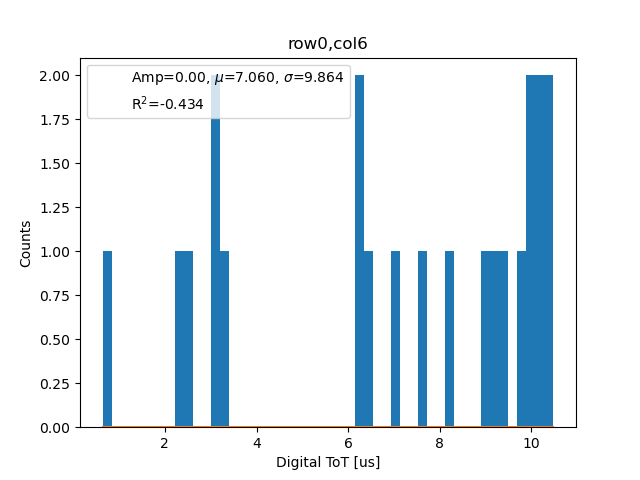 row0,col6
Amp=0.00, μ=7.060, σ=9.864
R²=-0.434
2.00
1.75
1.50
1.25
1.00
0.75
0.50
0.25
0.00
Counts
2 4 6 8 10
Digital ToT [us]